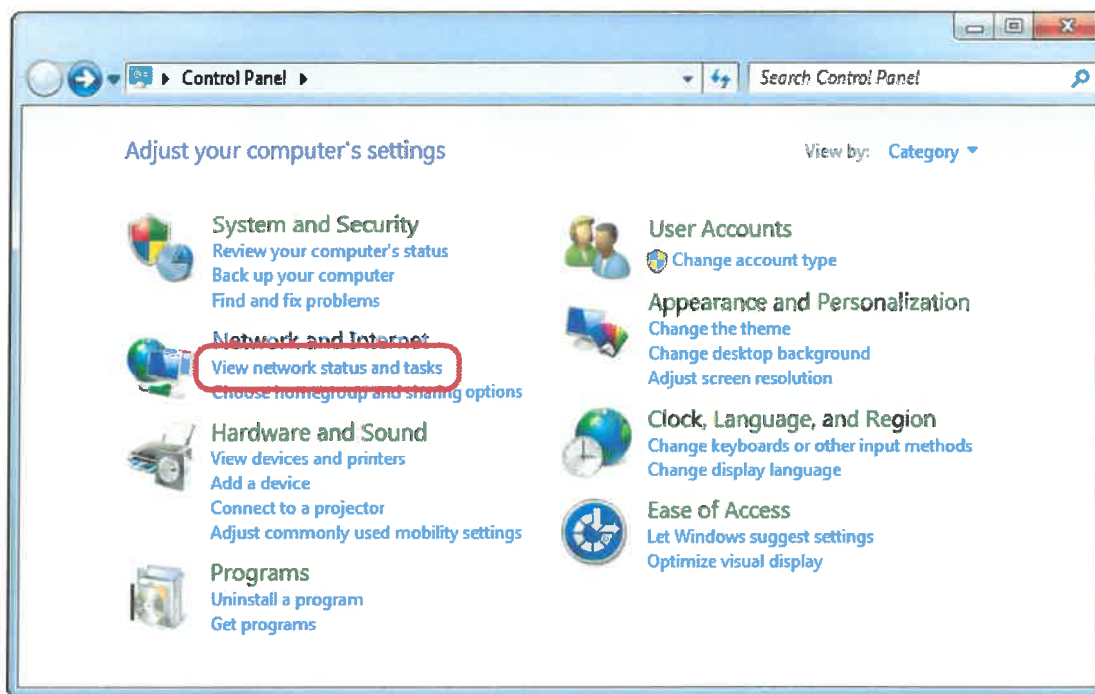 Control Panel
Search Control Panel
Adjust your computer's settings
View by: Category
System and Security
Review your computer's status
Back up your computer
Find and fix problems
Network and Internet
View network status and tasks
Choose homegroup and sharing options
Hardware and Sound
View devices and printers
Add a device
Connect to a projector
Adjust commonly used mobility settings
Programs
Uninstall a program
Get programs
User Accounts
Change account type
Appearance and Personalization
Change the theme
Change desktop background
Adjust screen resolution
Clock, Language, and Region
Change keyboards or other input methods
Change display language
Ease of Access
Let Windows suggest settings
Optimize visual display